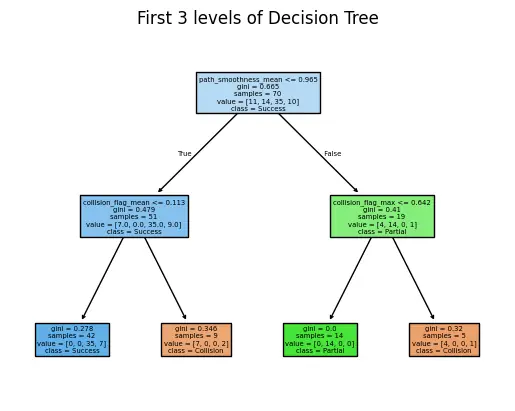 First 3 levels of Decision Tree
path_smoothness_mean <= 0.965
gini = 0.665
samples = 70
value = [11, 14, 35, 10]
class = Success
True
False
collision_flag_mean <= 0.113
gini = 0.479
samples = 51
value = [7.0, 0.0, 35.0, 9.0]
class = Success
collision_flag_max <= 0.642
gini = 0.41
samples = 19
value = [4, 14, 0, 1]
class = Partial
gini = 0.278
samples = 42
value = [0, 0, 35, 7]
class = Success
gini = 0.346
samples = 9
value = [7, 0, 0, 2]
class = Collision
gini = 0.0
samples = 14
value = [0, 14, 0, 0]
class = Partial
gini = 0.32
samples = 5
value = [4, 0, 0, 1]
class = Collision